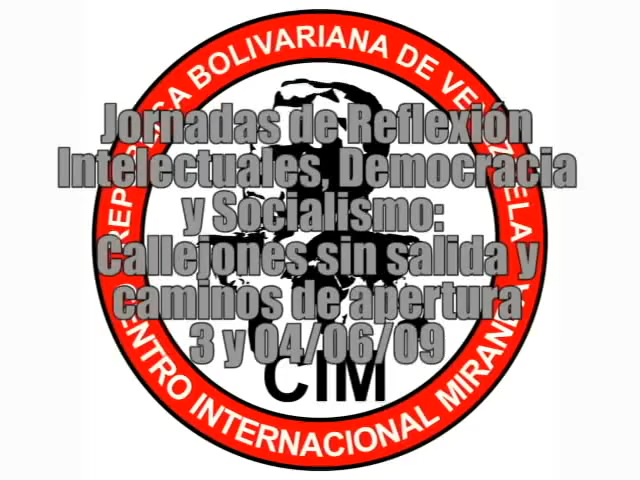 REPÚBLICA BOLIVARIANA DE VENEZUELA
Jornadas de Reflexión
Intelectuales, Democracia
y Socialismo:
Callejones sin salida y
caminos de apertura
3 y 04/06/09
CIM
CENTRO INTERNACIONAL MIRANDA